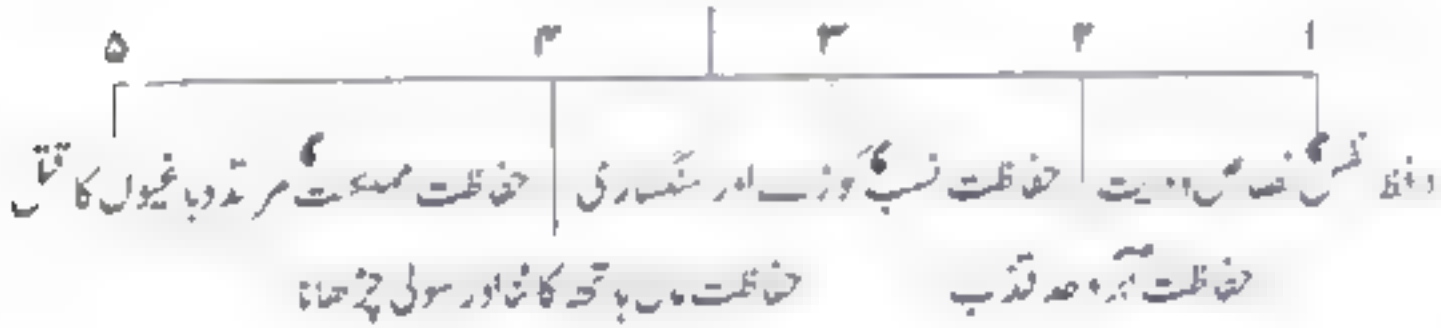 ۱ ۲ ۳ ۴ ۵
حفاظت نفس، قصاص و دیت حفاظت نسب، کوڑے اور سنگساری حفاظت مملکت، مرتد و باغیوں کا قتل
حفاظت آبرو حد قذف حفاظت مال ہاتھ کاٹنا اور سولی چڑھانا